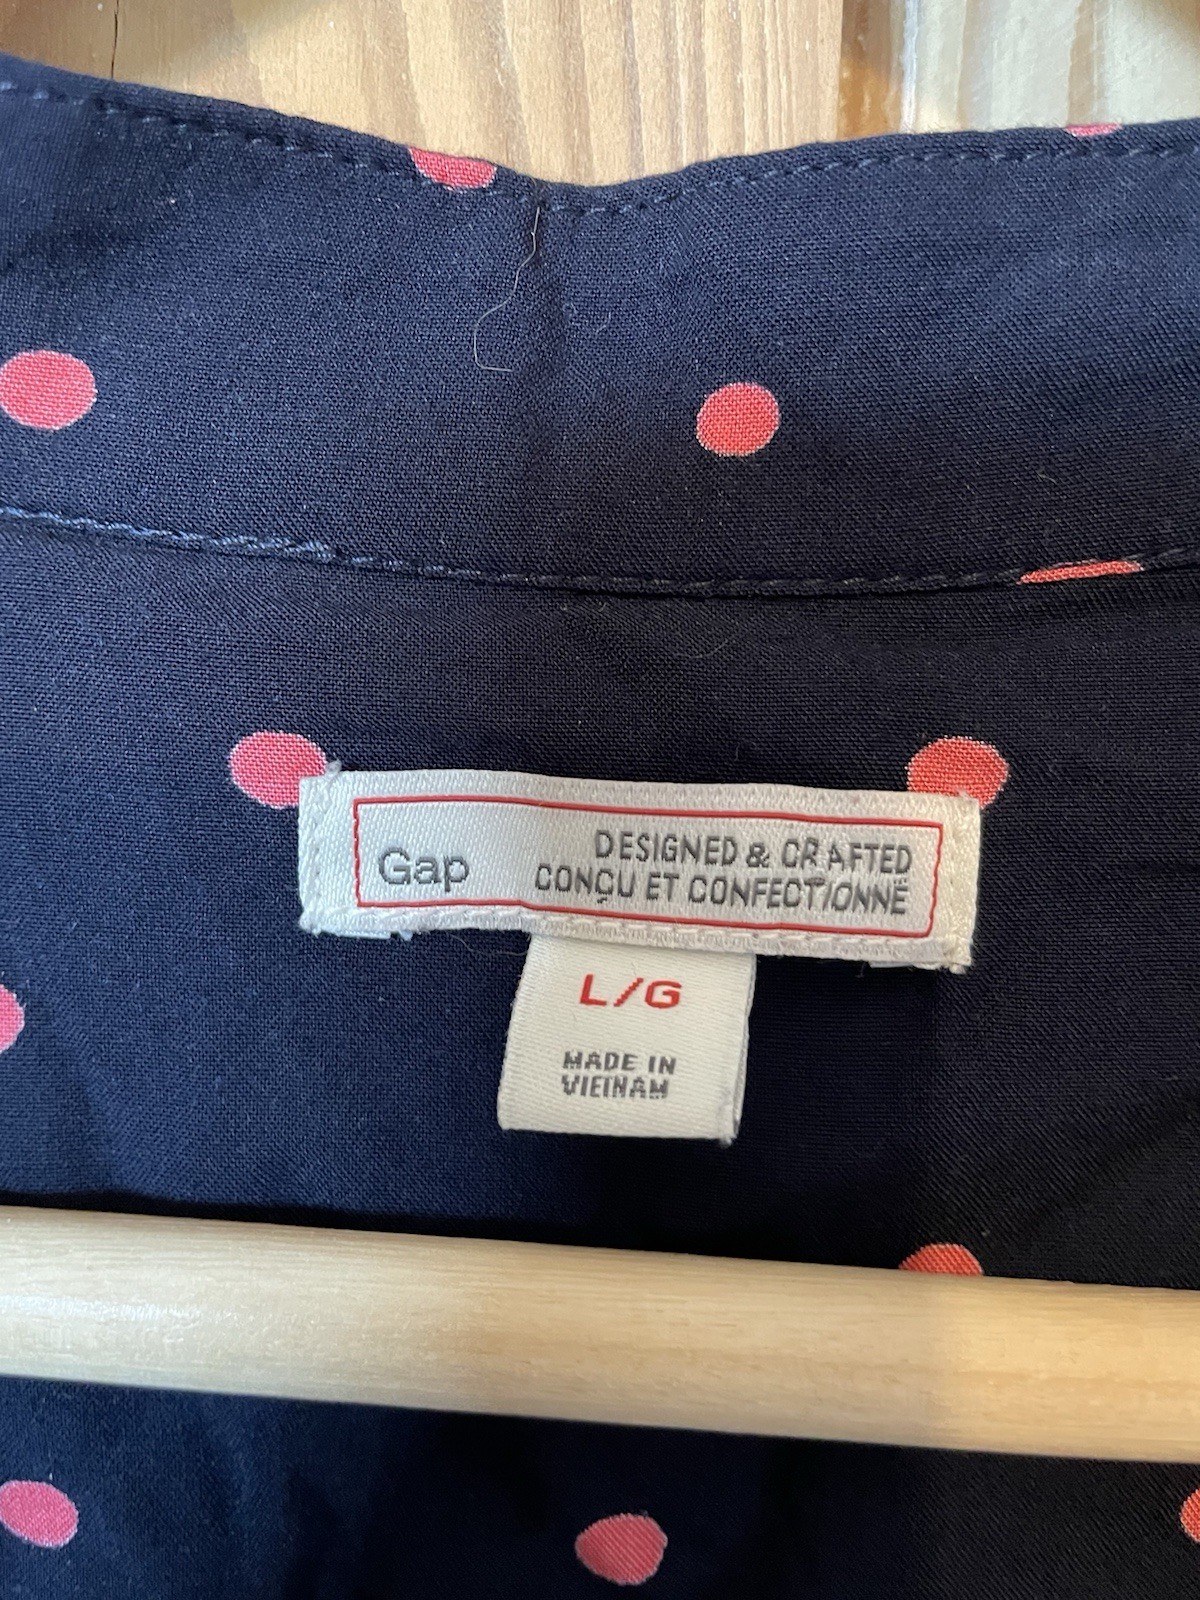 Gap
DESIGNED & CRAFTED
CONÇU ET CONFECTIONNÉ
L/G
MADE IN
VIETNAM